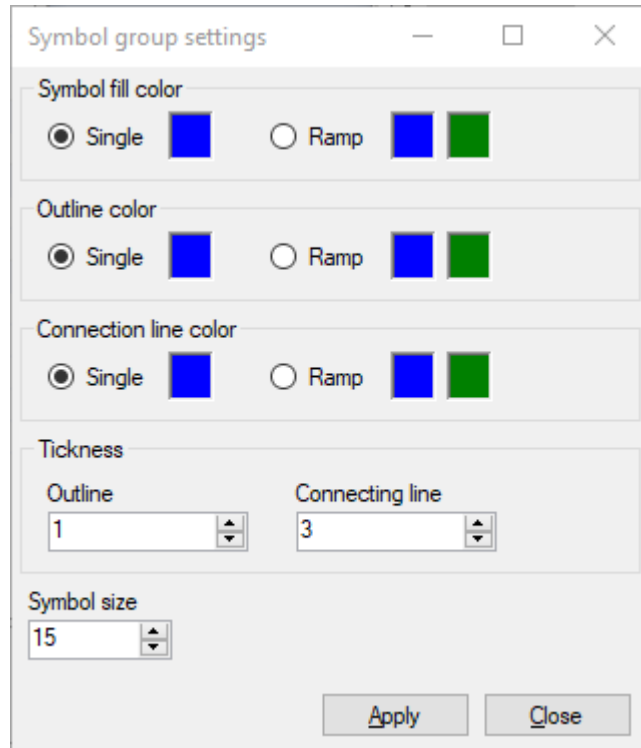 Symbol group settings
Symbol fill color
Single Ramp
Outline color
Single Ramp
Connection line color
Single Ramp
Tickness
Outline Connecting line
1 3
Symbol size
15
Apply Close